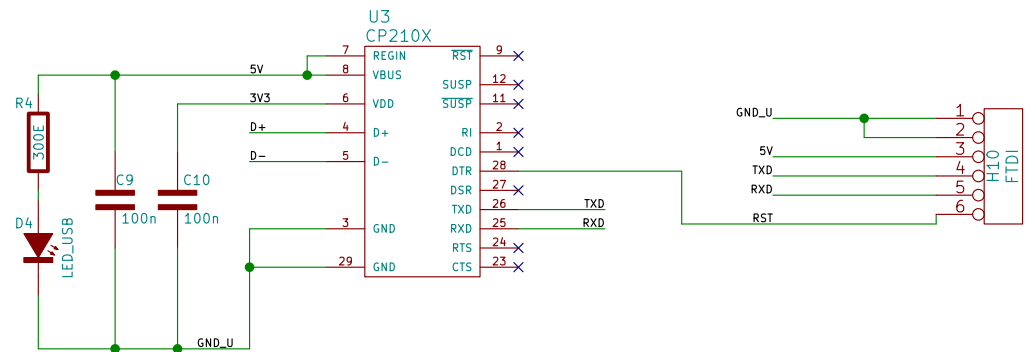 U3
CP210X
7 REGIN
8 VBUS
6 VDD
4 D+
5 D-
3 GND
29 GND
RST 9
SUSP 12
SUSP 11
RI 2
DCD 1
DTR 28
DSR 27
TXD 26
RXD 25
RTS 24
CTS 23
5V
3V3
D+
D-
GND_U
TXD
RXD
R4
300E
D4
LED_USB
C9
100n
C10
100n
GND_U
5V
TXD
RXD
RST
1
2
3
4
5
6
H10
FTDI